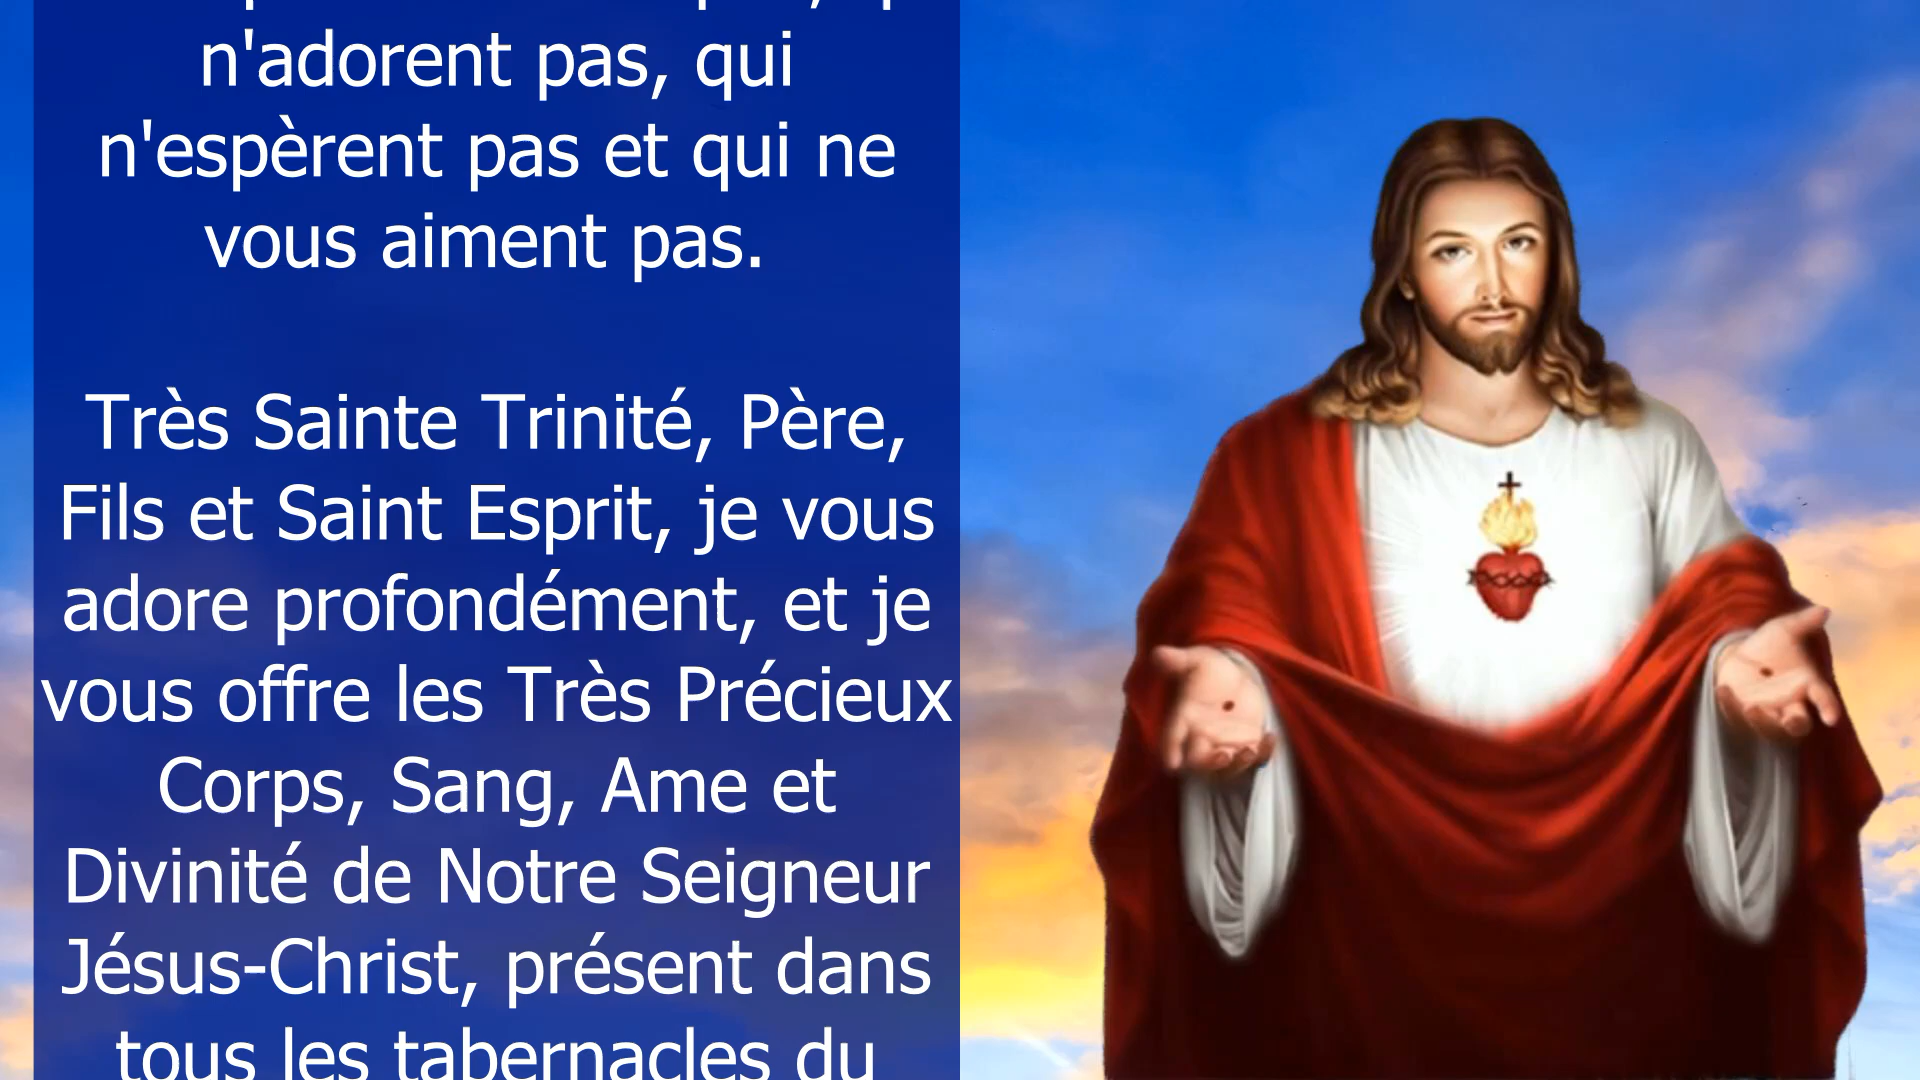 n'adorent pas, qui
n'espèrent pas et qui ne
vous aiment pas.
Très Sainte Trinité, Père,
Fils et Saint Esprit, je vous
adore profondément, et je
vous offre les Très Précieux
Corps, Sang, Ame et
Divinité de Notre Seigneur
Jésus-Christ, présent dans
tous les tabernacles du